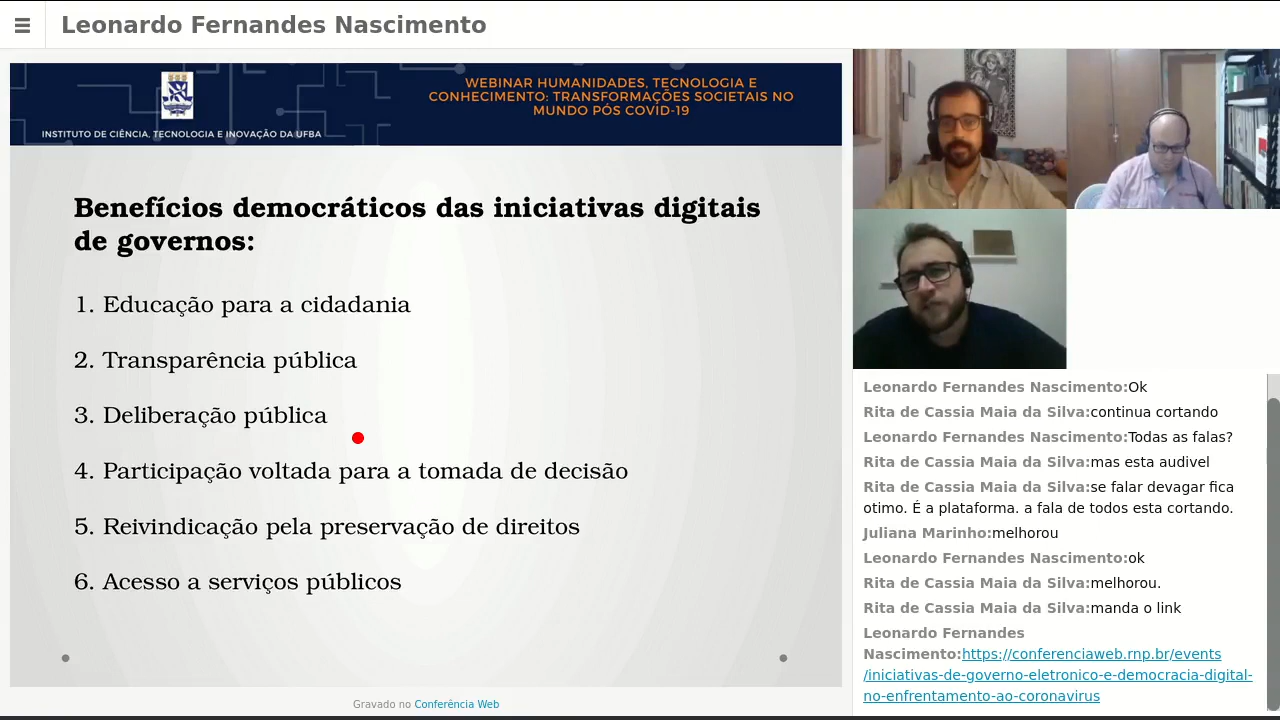 Leonardo Fernandes Nascimento
WEBINAR HUMANIDADES, TECNOLOGIA E
CONHECIMENTO: TRANSFORMAÇÕES SOCIETAIS NO
MUNDO PÓS COVID-19
INSTITUTO DE CIÊNCIA, TECNOLOGIA E INOVAÇÃO DA UFBA
Benefícios democráticos das iniciativas digitais
de governos:
1. Educação para a cidadania
2. Transparência pública
3. Deliberação pública
4. Participação voltada para a tomada de decisão
5. Reivindicação pela preservação de direitos
6. Acesso a serviços públicos
Gravado no Conferência Web
Leonardo Fernandes Nascimento:Ok
Rita de Cassia Maia da Silva:continua cortando
Leonardo Fernandes Nascimento:Todas as falas?
Rita de Cassia Maia da Silva:mas esta audivel
Rita de Cassia Maia da Silva:se falar devagar fica
otimo. É a plataforma. a fala de todos esta cortando.
Juliana Marinho:melhorou
Leonardo Fernandes Nascimento:ok
Rita de Cassia Maia da Silva:melhorou.
Rita de Cassia Maia da Silva:manda o link
Leonardo Fernandes
Nascimento:https://conferenciaweb.rnp.br/events
/iniciativas-de-governo-eletronico-e-democracia-digital-
no-enfrentamento-ao-coronavirus